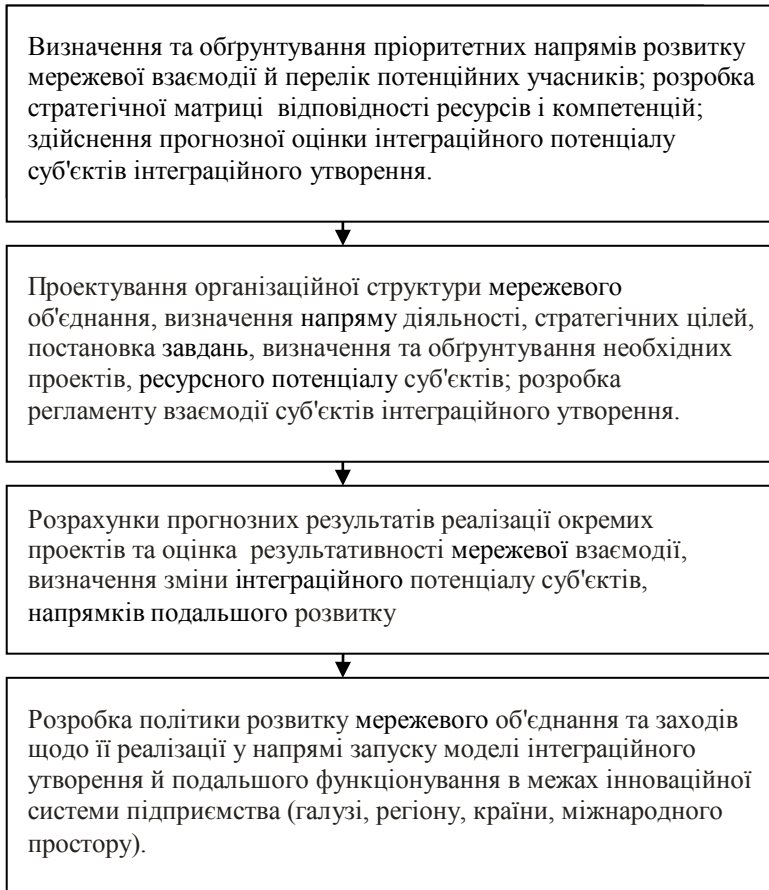 Визначення та обґрунтування пріоритетних напрямів розвитку
мережевої взаємодії й перелік потенційних учасників; розробка
стратегічної матриці відповідності ресурсів і компетенцій;
здійснення прогнозної оцінки інтеграційного потенціалу
суб'єктів інтеграційного утворення.
Проектування організаційної структури мережевого
об'єднання, визначення напряму діяльності, стратегічних цілей,
постановка завдань, визначення та обґрунтування необхідних
проектів, ресурсного потенціалу суб'єктів; розробка
регламенту взаємодії суб'єктів інтеграційного утворення.
Розрахунки прогнозних результатів реалізації окремих
проектів та оцінка результативності мережевої взаємодії,
визначення зміни інтеграційного потенціалу суб'єктів,
напрямків подальшого розвитку
Розробка політики розвитку мережевого об'єднання та заходів
щодо її реалізації у напрямі запуску моделі інтеграційного
утворення й подальшого функціонування в межах інноваційної
системи підприємства (галузі, регіону, країни, міжнародного
простору).